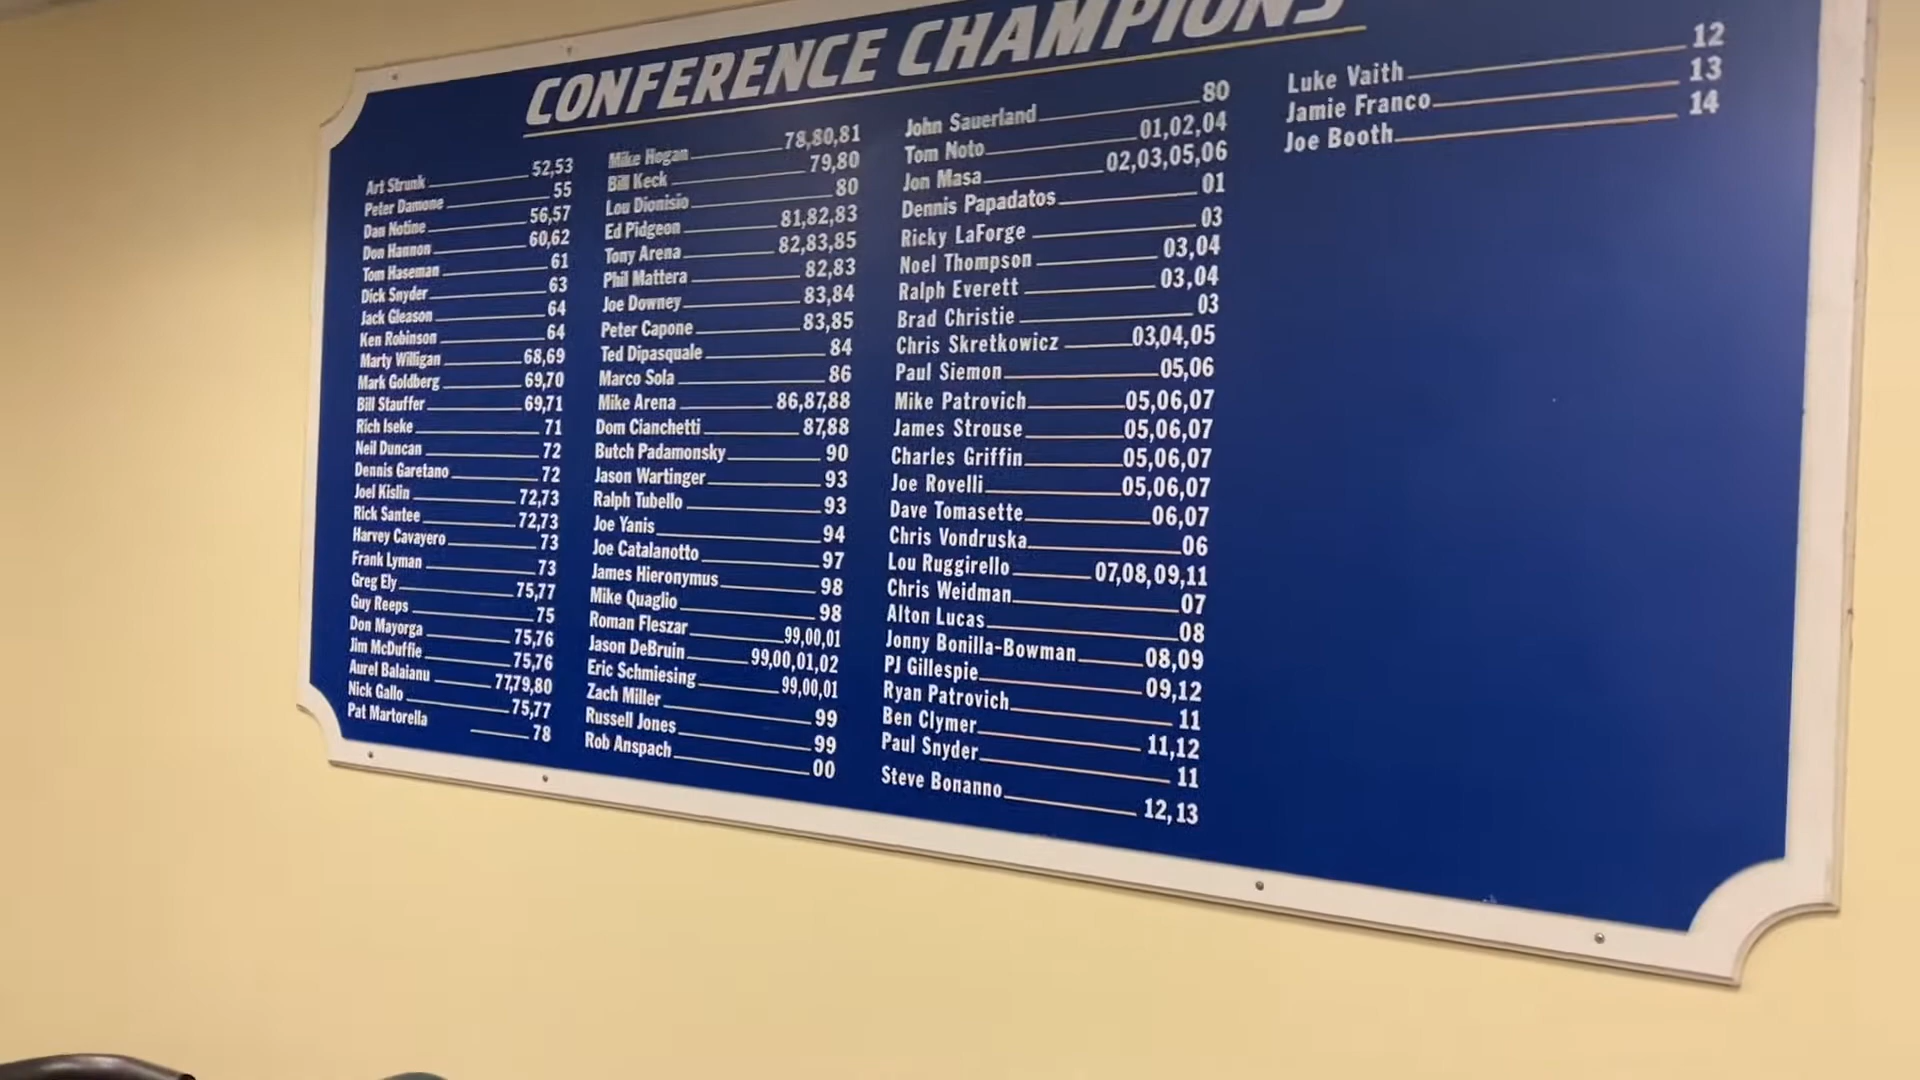 CONFERENCE CHAMPIONS
Art Strunk 52,53
Peter Damone 55
Dan Notine 56,57
Don Hannon 60,62
Tom Haseman 61
Dick Snyder 63
Jack Gleason 64
Ken Robinson 64
Marty Willigan 68,69
Mark Goldberg 69,70
Bill Stauffer 69,71
Rich Iseke 71
Neil Duncan 72
Dennis Garetano 72
Joel Kislin 72,73
Rick Santee 72,73
Harvey Cavayero 73
Frank Lyman 73
Greg Ely 75,77
Guy Reeps 75
Don Mayorga 75,76
Jim McDuffie 75,76
Aurel Balaianu 77,79,80
Nick Gallo 75,77
Pat Martorella 78
Mike Hogan 78,80,81
Bill Keck 79,80
Lou Dionisio 80
Ed Pidgeon 81,82,83
Tony Arena 82,83,85
Phil Mattera 82,83
Joe Downey 83,84
Peter Capone 83,85
Ted Dipasquale 84
Marco Sola 86
Mike Arena 86,87,88
Dom Cianchetti 87,88
Butch Padamonsky 90
Jason Wartinger 93
Ralph Tubello 93
Joe Yanis 94
Joe Catalanotto 97
James Hieronymus 98
Mike Quaglio 98
Roman Fleszar 99,00,01
Jason DeBruin 99,00,01,02
Eric Schmiesing 99,00,01
Zach Miller 99
Russell Jones 99
Rob Anspach 00
John Sauerland 80
Tom Noto 01,02,04
Jon Masa 02,03,05,06
Dennis Papadatos 01
Ricky LaForge 03
Noel Thompson 03,04
Ralph Everett 03,04
Brad Christie 03
Chris Skretkowicz 03,04,05
Paul Siemon 05,06
Mike Patrovich 05,06,07
James Strouse 05,06,07
Charles Griffin 05,06,07
Joe Rovelli 05,06,07
Dave Tomasette 06,07
Chris Vondruska 06
Lou Ruggirello 07,08,09,11
Chris Weidman 07
Alton Lucas 08
Jonny Bonilla-Bowman 08,09
PJ Gillespie 09,12
Ryan Patrovich 11
Ben Clymer 11,12
Paul Snyder 11
Steve Bonanno 12,13
Luke Vaith 12
Jamie Franco 13
Joe Booth 14